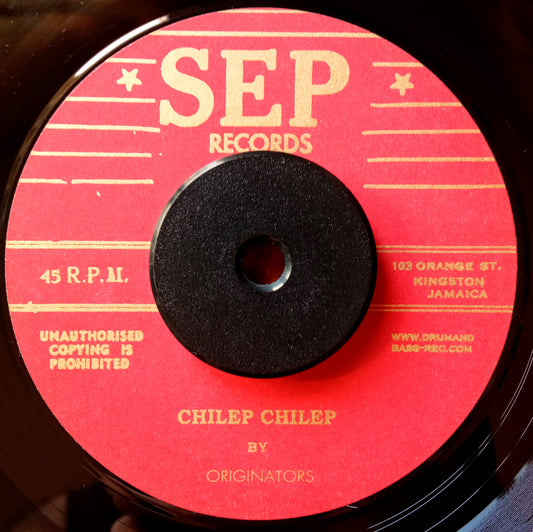 SEP
RECORDS
45 R.P.M.
103 ORANGE ST.
KINGSTON
JAMAICA
UNAUTHORISED
COPYING IS
PROHIBITED
WWW.DRUMAND
BASS-REC.COM
CHILEP CHILEP
BY
ORIGINATORS